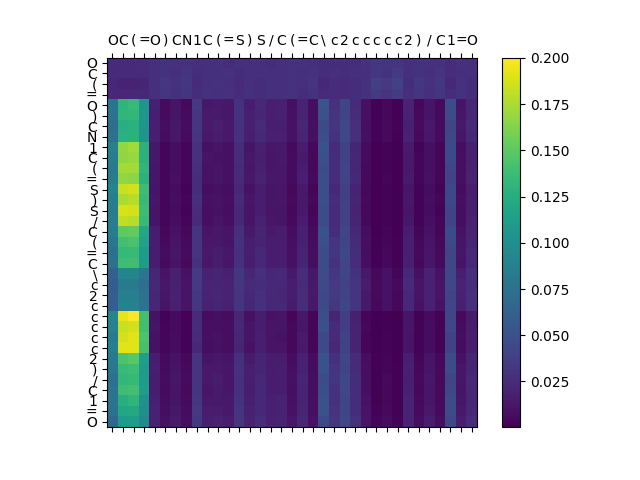 OC(=O)CN1C(=S)S/C(=C\c2ccccc2)/C1=O
O
C
(
=
O
)
C
N
1
C
(
=
S
)
S
/
C
(
=
C
\
c
2
c
c
c
c
c
2
)
/
C
1
=
O
0.200
0.175
0.150
0.125
0.100
0.075
0.050
0.025